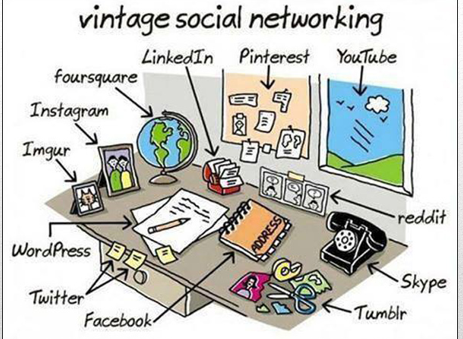 vintage social networking
LinkedIn
Pinterest
YouTube
foursquare
Instagram
Imgur
WordPress
Twitter
Facebook
ADDRESS
reddit
Skype
Tumblr